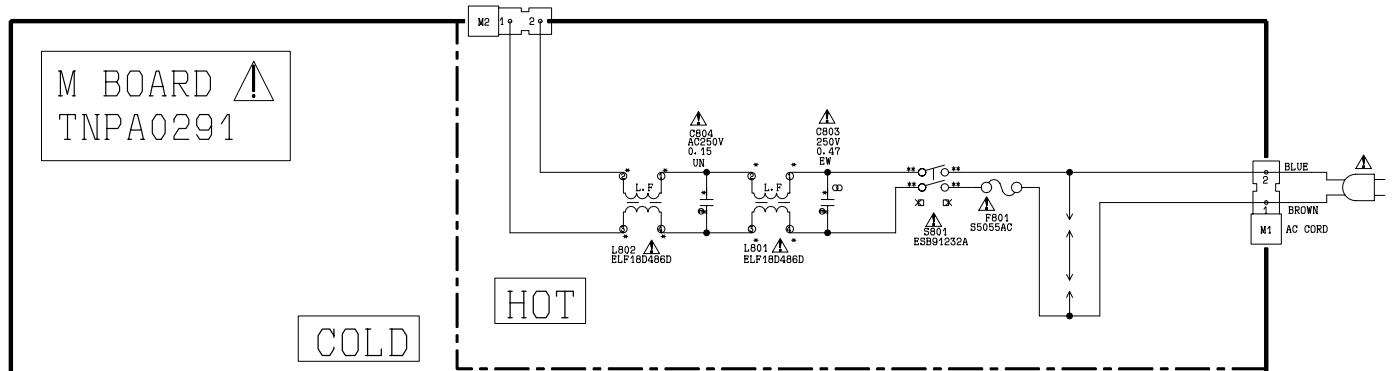 M2 1 2
M BOARD
TNPA0291
C804
AC250V
0.15
UN
C803
250V
0.47
EW
L.F
L.F
L802
ELF18D486D
L801
ELF18D486D
S801
ESB91232A
F801
S5055AC
2
BLUE
1
BROWN
M1
AC CORD
HOT
COLD